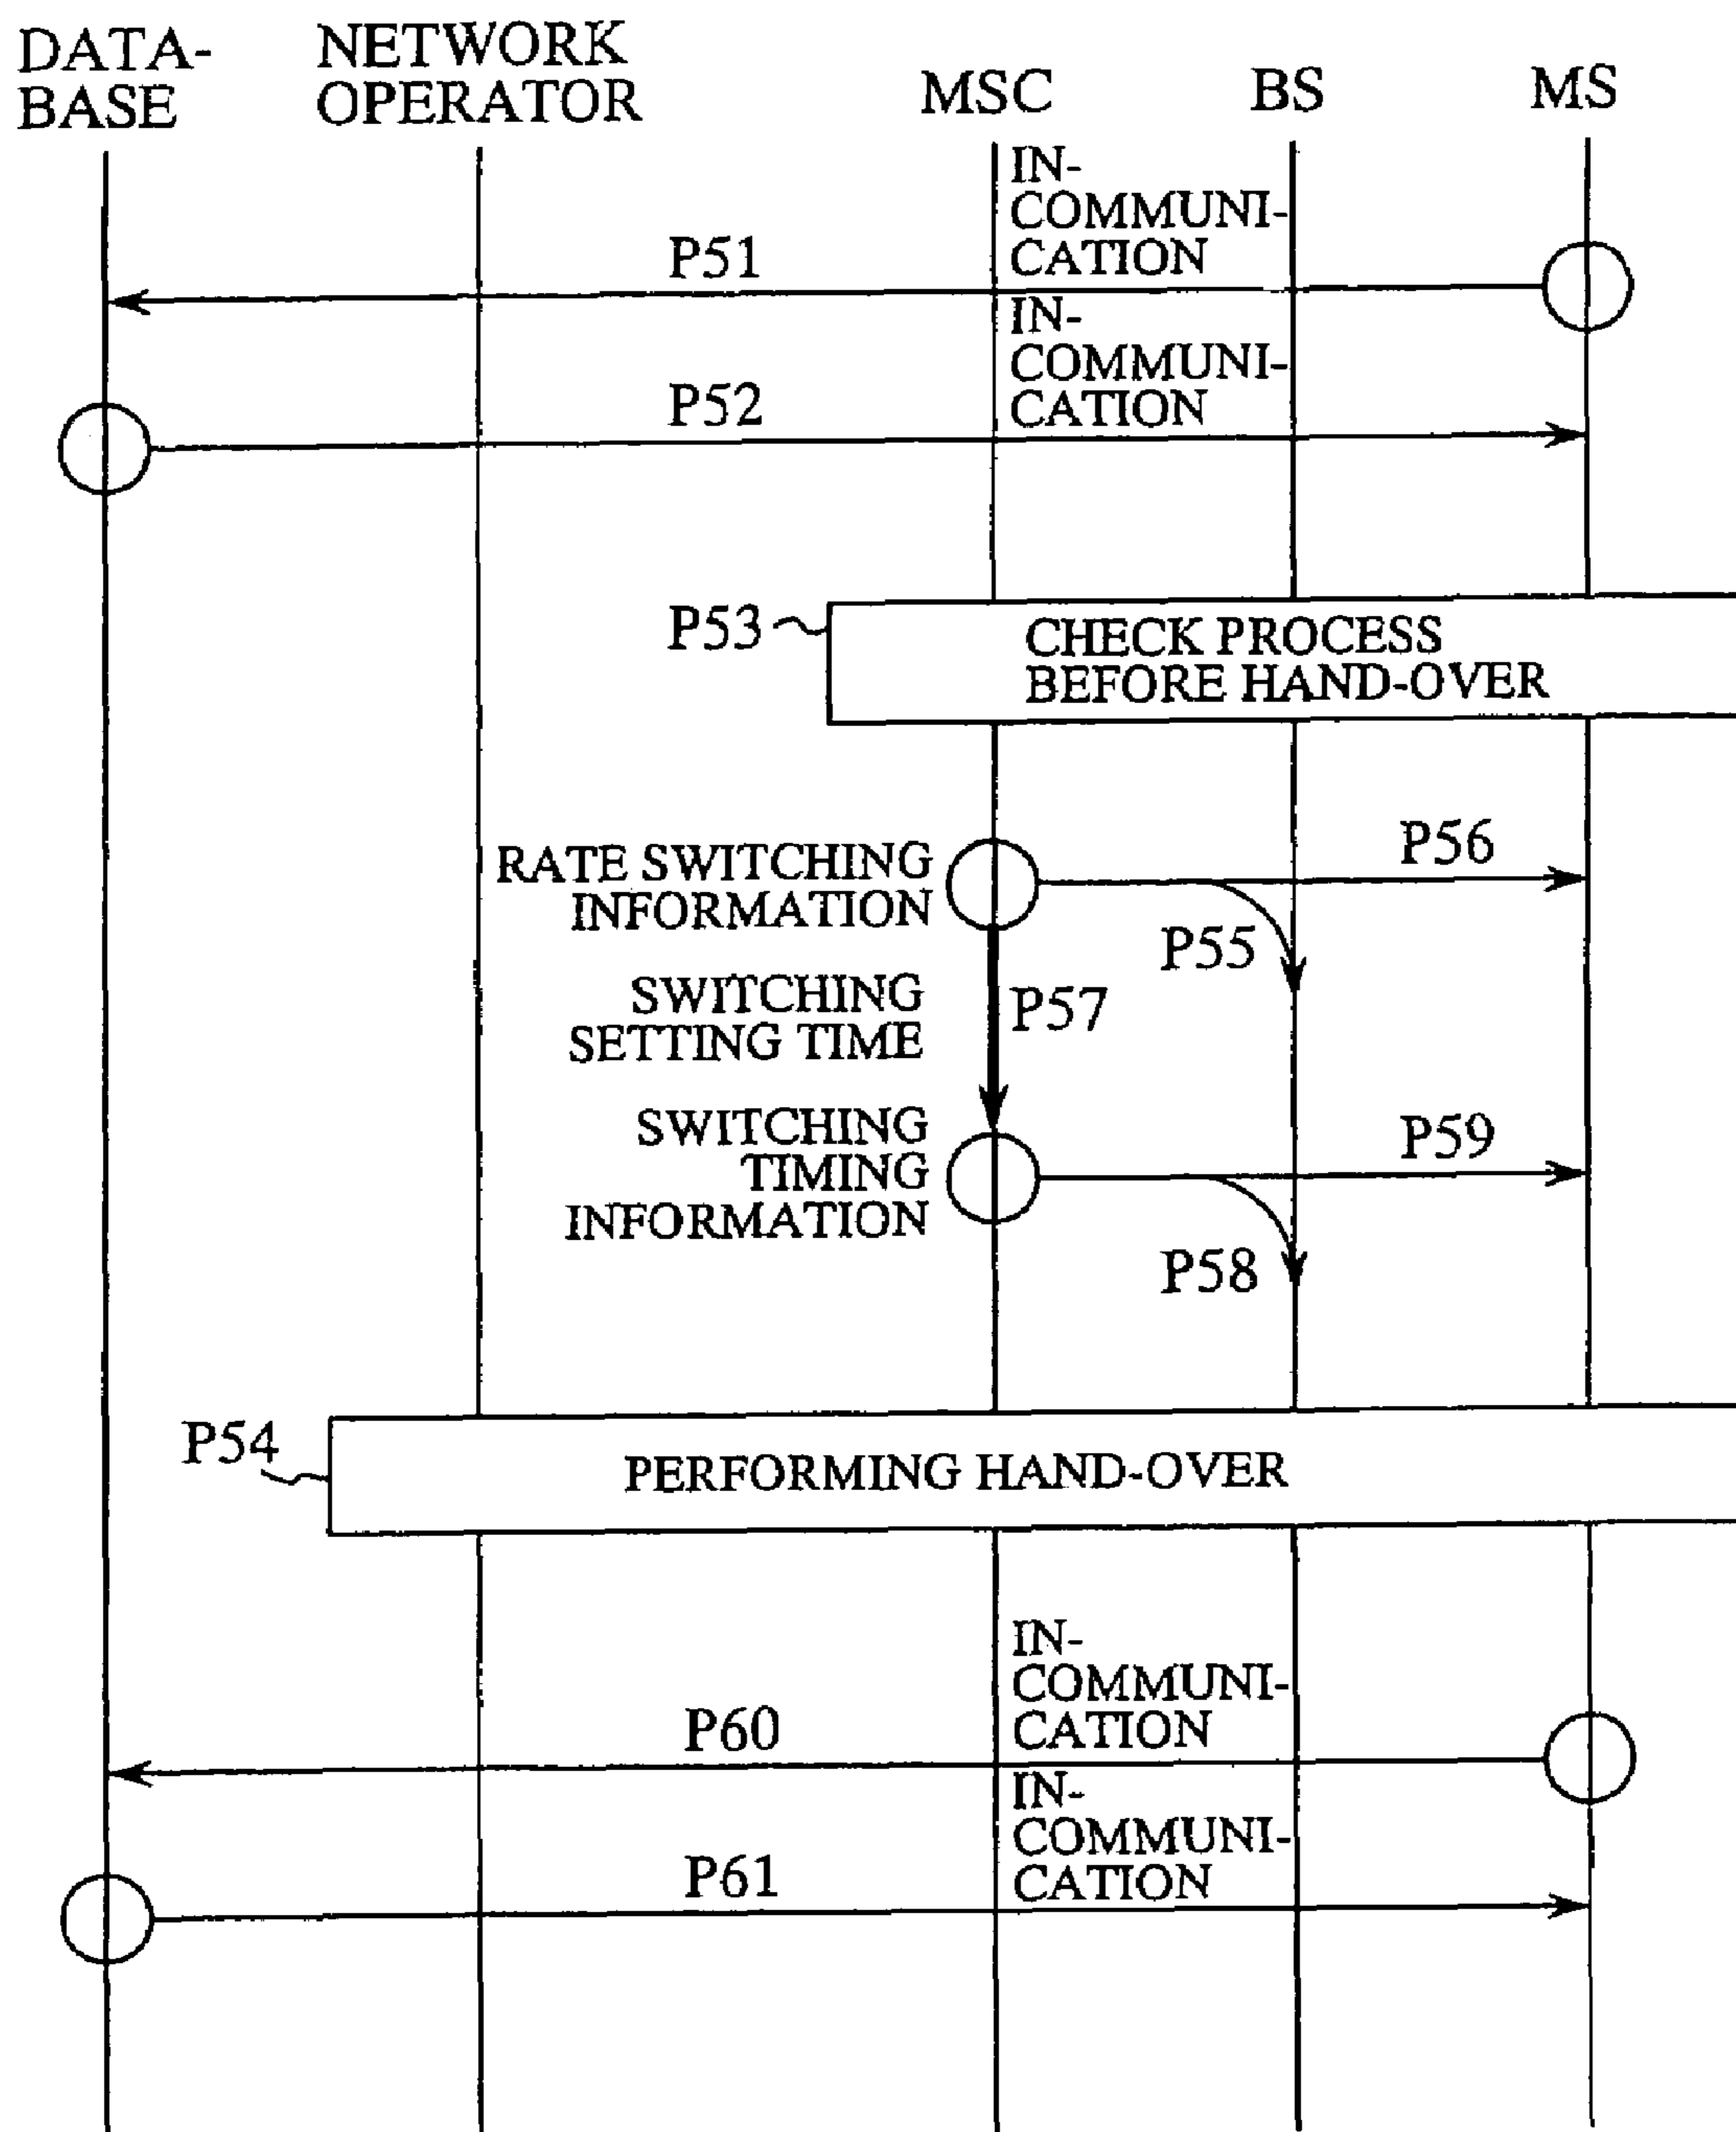 DATA-
BASE
NETWORK
OPERATOR
MSC
BS
MS
IN-
COMMUNI-
CATION
P51
IN-
COMMUNI-
CATION
P52
P53
CHECK PROCESS
BEFORE HAND-OVER
RATE SWITCHING
INFORMATION
P56
P55
SWITCHING
SETTING TIME
P57
SWITCHING
TIMING
INFORMATION
P59
P58
P54
PERFORMING HAND-OVER
IN-
COMMUNI-
CATION
P60
IN-
COMMUNI-
CATION
P61